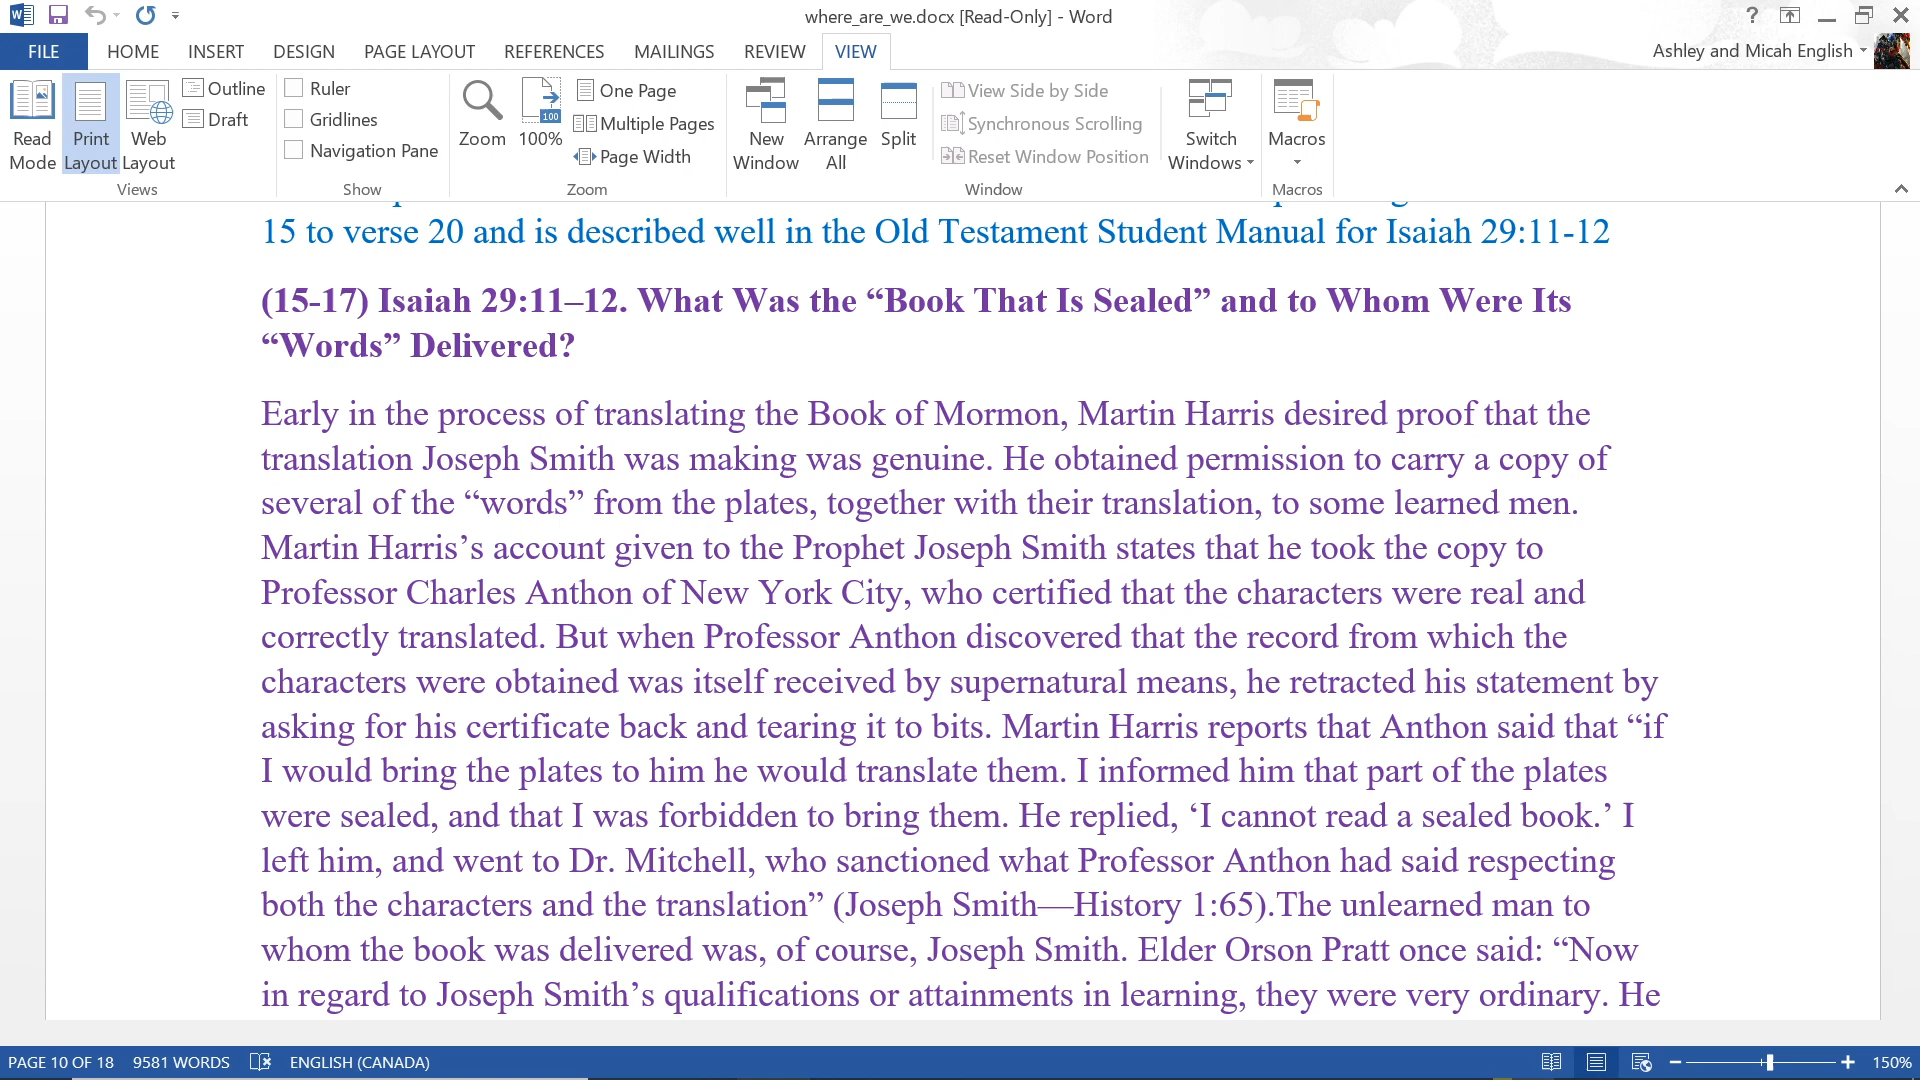 where_are_we.docx [Read-Only] - Word
?
FILE HOME INSERT DESIGN PAGE LAYOUT REFERENCES MAILINGS REVIEW VIEW Ashley and Micah English
Read Mode
Print Layout
Web Layout
Outline
Draft
Views
Ruler
Gridlines
Navigation Pane
Show
Zoom
100
100%
One Page
Multiple Pages
Page Width
Zoom
New Window
Arrange All
Split
View Side by Side
Synchronous Scrolling
Reset Window Position
Window
Switch Windows
Macros
Macros
15 to verse 20 and is described well in the Old Testament Student Manual for Isaiah 29:11-12
(15-17) Isaiah 29:11–12. What Was the “Book That Is Sealed” and to Whom Were Its
“Words” Delivered?
Early in the process of translating the Book of Mormon, Martin Harris desired proof that the
translation Joseph Smith was making was genuine. He obtained permission to carry a copy of
several of the “words” from the plates, together with their translation, to some learned men.
Martin Harris’s account given to the Prophet Joseph Smith states that he took the copy to
Professor Charles Anthon of New York City, who certified that the characters were real and
correctly translated. But when Professor Anthon discovered that the record from which the
characters were obtained was itself received by supernatural means, he retracted his statement by
asking for his certificate back and tearing it to bits. Martin Harris reports that Anthon said that “if
I would bring the plates to him he would translate them. I informed him that part of the plates
were sealed, and that I was forbidden to bring them. He replied, ‘I cannot read a sealed book.’ I
left him, and went to Dr. Mitchell, who sanctioned what Professor Anthon had said respecting
both the characters and the translation” (Joseph Smith—History 1:65).The unlearned man to
whom the book was delivered was, of course, Joseph Smith. Elder Orson Pratt once said: “Now
in regard to Joseph Smith’s qualifications or attainments in learning, they were very ordinary. He
PAGE 10 OF 18 9581 WORDS ENGLISH (CANADA) 150%